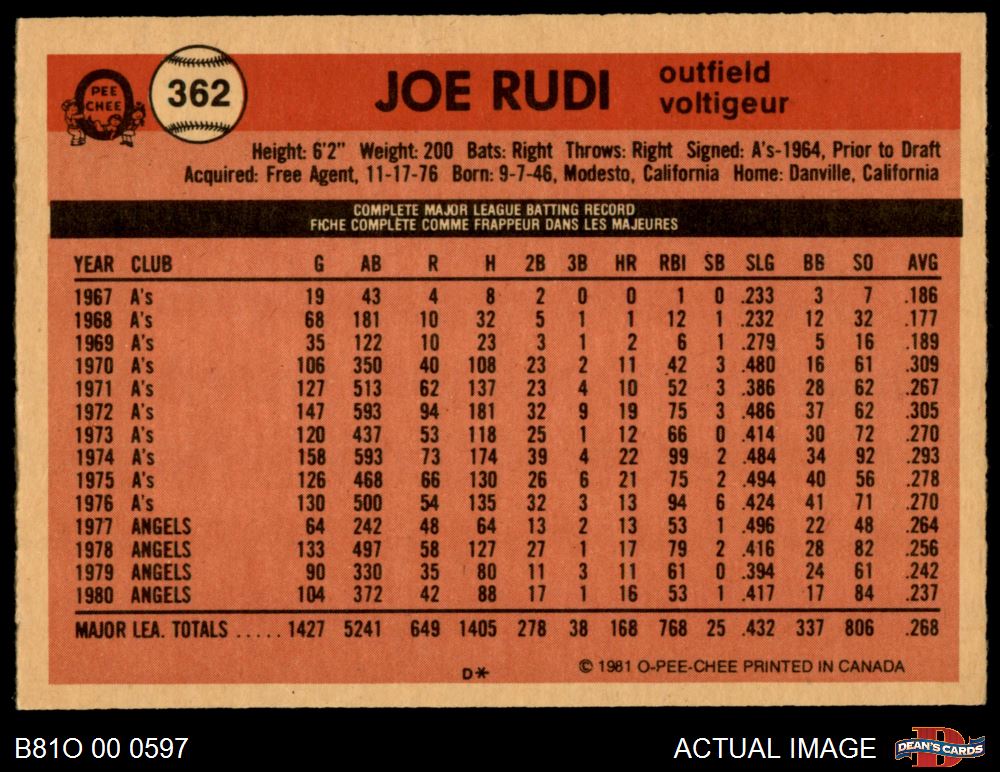 PEE
CHEE
362
JOE RUDI
outfield
voltigeur
Height: 6'2" Weight: 200 Bats: Right Throws: Right Signed: A's-1964, Prior to Draft
Acquired: Free Agent, 11-17-76 Born: 9-7-46, Modesto, California Home: Danville, California
COMPLETE MAJOR LEAGUE BATTING RECORD
FICHE COMPLÈTE COMME FRAPPEUR DANS LES MAJEURES
YEAR CLUB G AB R H 2B 3B HR RBI SB SLG BB SO AVG
1967 A's 19 43 4 8 2 0 0 1 0 .233 3 7 .186
1968 A's 68 181 10 32 5 1 1 12 1 .232 12 32 .177
1969 A's 35 122 10 23 3 1 2 6 1 .279 5 16 .189
1970 A's 106 350 40 108 23 2 11 42 3 .480 16 61 .309
1971 A's 127 513 62 137 23 4 10 52 3 .386 28 62 .267
1972 A's 147 593 94 181 32 9 19 75 3 .486 37 62 .305
1973 A's 120 437 53 118 25 1 12 66 0 .414 30 72 .270
1974 A's 158 593 73 174 39 4 22 99 2 .484 34 92 .293
1975 A's 126 468 66 130 26 6 21 75 2 .494 40 56 .278
1976 A's 130 500 54 135 32 3 13 94 6 .424 41 71 .270
1977 ANGELS 64 242 48 64 13 2 13 53 1 .496 22 48 .264
1978 ANGELS 133 497 58 127 27 1 17 79 2 .416 28 82 .256
1979 ANGELS 90 330 35 80 11 3 11 61 0 .394 24 61 .242
1980 ANGELS 104 372 42 88 17 1 16 53 1 .417 17 84 .237
MAJOR LEA. TOTALS ..... 1427 5241 649 1405 278 38 168 768 25 .432 337 806 .268
D* © 1981 O-PEE-CHEE PRINTED IN CANADA
B81O 00 0597
ACTUAL IMAGE
DEAN'S CARDS